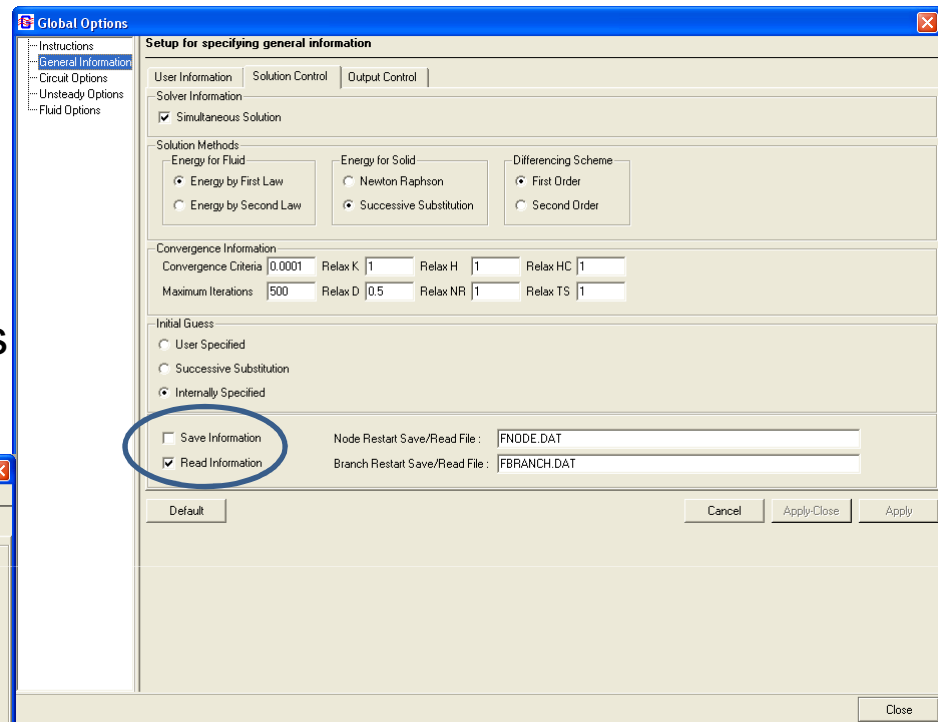 Global Options
Instructions
General Information
Circuit Options
Unsteady Options
Fluid Options
Setup for specifying general information
User Information Solution Control Output Control
Solver Information
Simultaneous Solution
Solution Methods
Energy for Fluid Energy for Solid Differencing Scheme
Energy by First Law Newton Raphson First Order
Energy by Second Law Successive Substitution Second Order
Convergence Information
Convergence Criteria 0.0001 Relax K 1 Relax H 1 Relax HC 1
Maximum Iterations 500 Relax D 0.5 Relax NR 1 Relax TS 1
Initial Guess
User Specified
s
Successive Substitution
Internally Specified
Save Information Node Restart Save/Read File : FNODE.DAT
Read Information Branch Restart Save/Read File : FBRANCH.DAT
Default Cancel Apply-Close Apply
Close